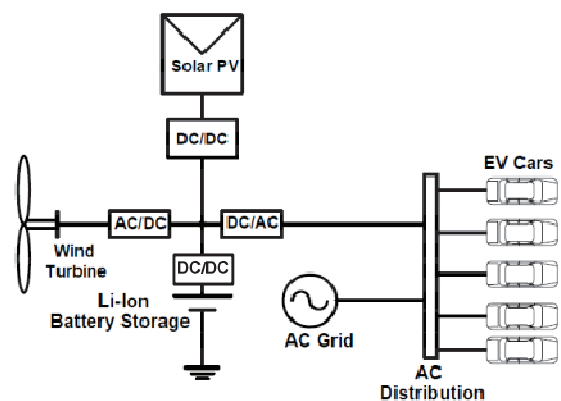 Solar PV
DC/DC
EV Cars
AC/DC
DC/AC
Wind
Turbine
DC/DC
Li-Ion
Battery Storage
AC Grid
AC
Distribution